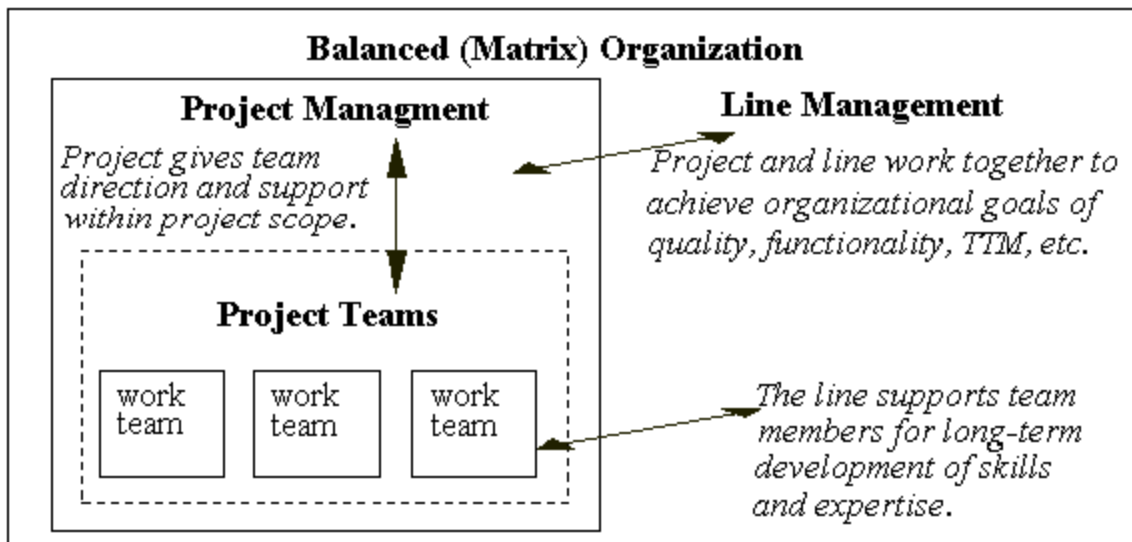 Balanced (Matrix) Organization
Project Managment
Project gives team
direction and support
within project scope.
Line Management
Project and line work together to
achieve organizational goals of
quality, functionality, TTM, etc.
Project Teams
work
team
work
team
work
team
The line supports team
members for long-term
development of skills
and expertise.